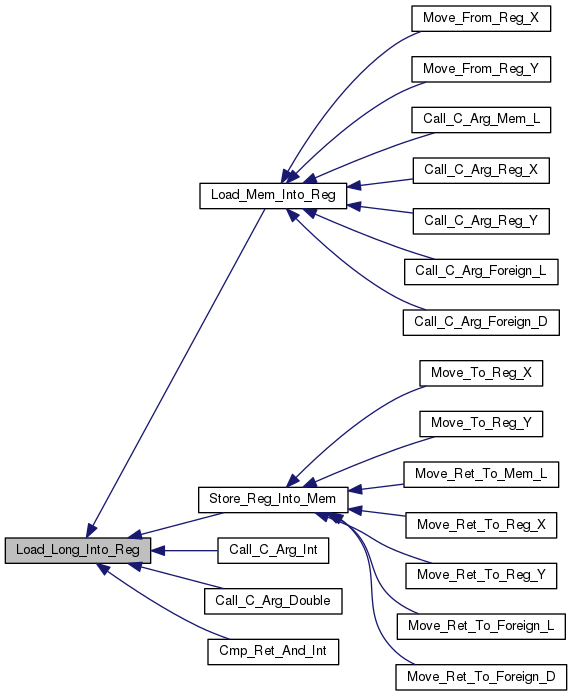 Move_From_Reg_X
Move_From_Reg_Y
Call_C_Arg_Mem_L
Call_C_Arg_Reg_X
Load_Mem_Into_Reg
Call_C_Arg_Reg_Y
Call_C_Arg_Foreign_L
Call_C_Arg_Foreign_D
Move_To_Reg_X
Move_To_Reg_Y
Move_Ret_To_Mem_L
Store_Reg_Into_Mem
Move_Ret_To_Reg_X
Load_Long_Into_Reg
Call_C_Arg_Int
Move_Ret_To_Reg_Y
Call_C_Arg_Double
Move_Ret_To_Foreign_L
Cmp_Ret_And_Int
Move_Ret_To_Foreign_D